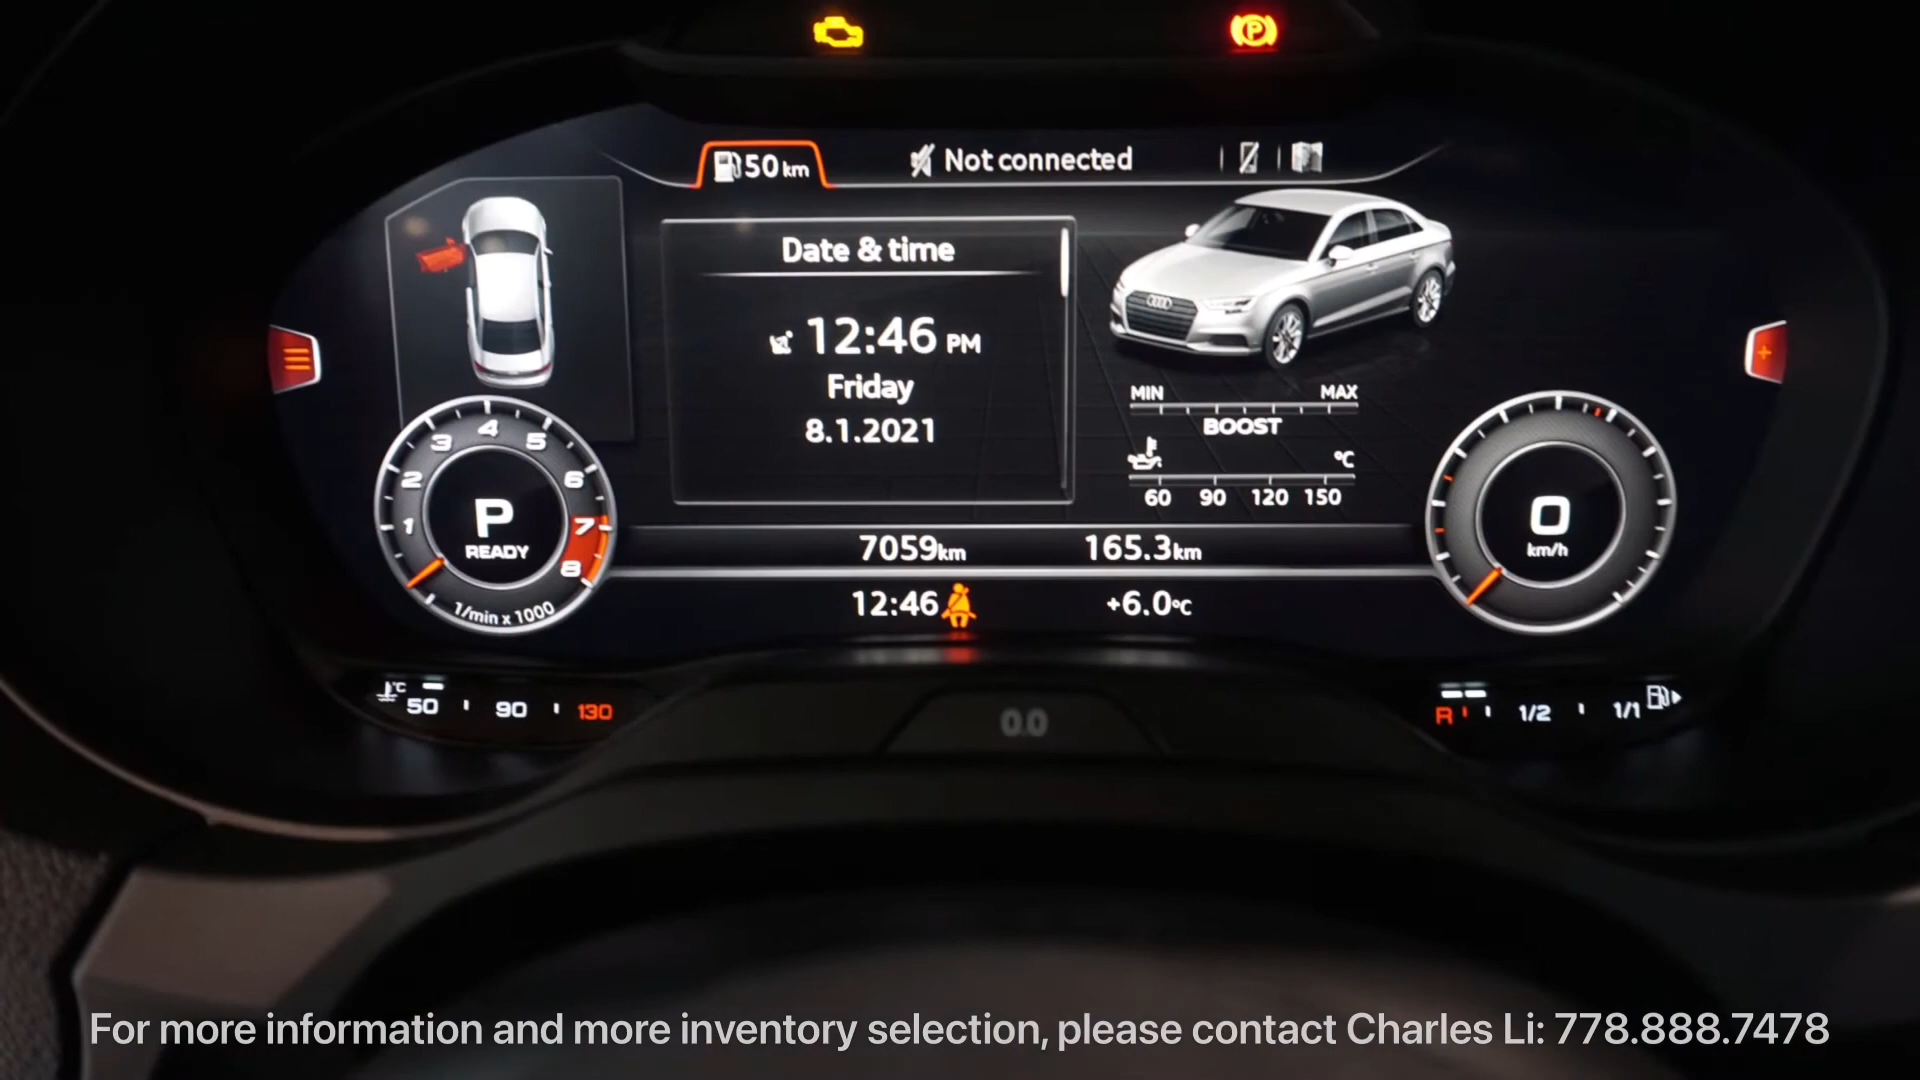 50 km
Not connected
Date & time
12:46 PM
Friday
8.1.2021
MIN MAX
BOOST
°C
60 90 120 150
1 2 3 4 5 6 7 8
P
READY
1/min x 1000
0
km/h
7059km 165.3km
12:46 +6.0°C
°C
50 90 130
0.0
R 1/2 1/1
For more information and more inventory selection, please contact Charles Li: 778.888.7478